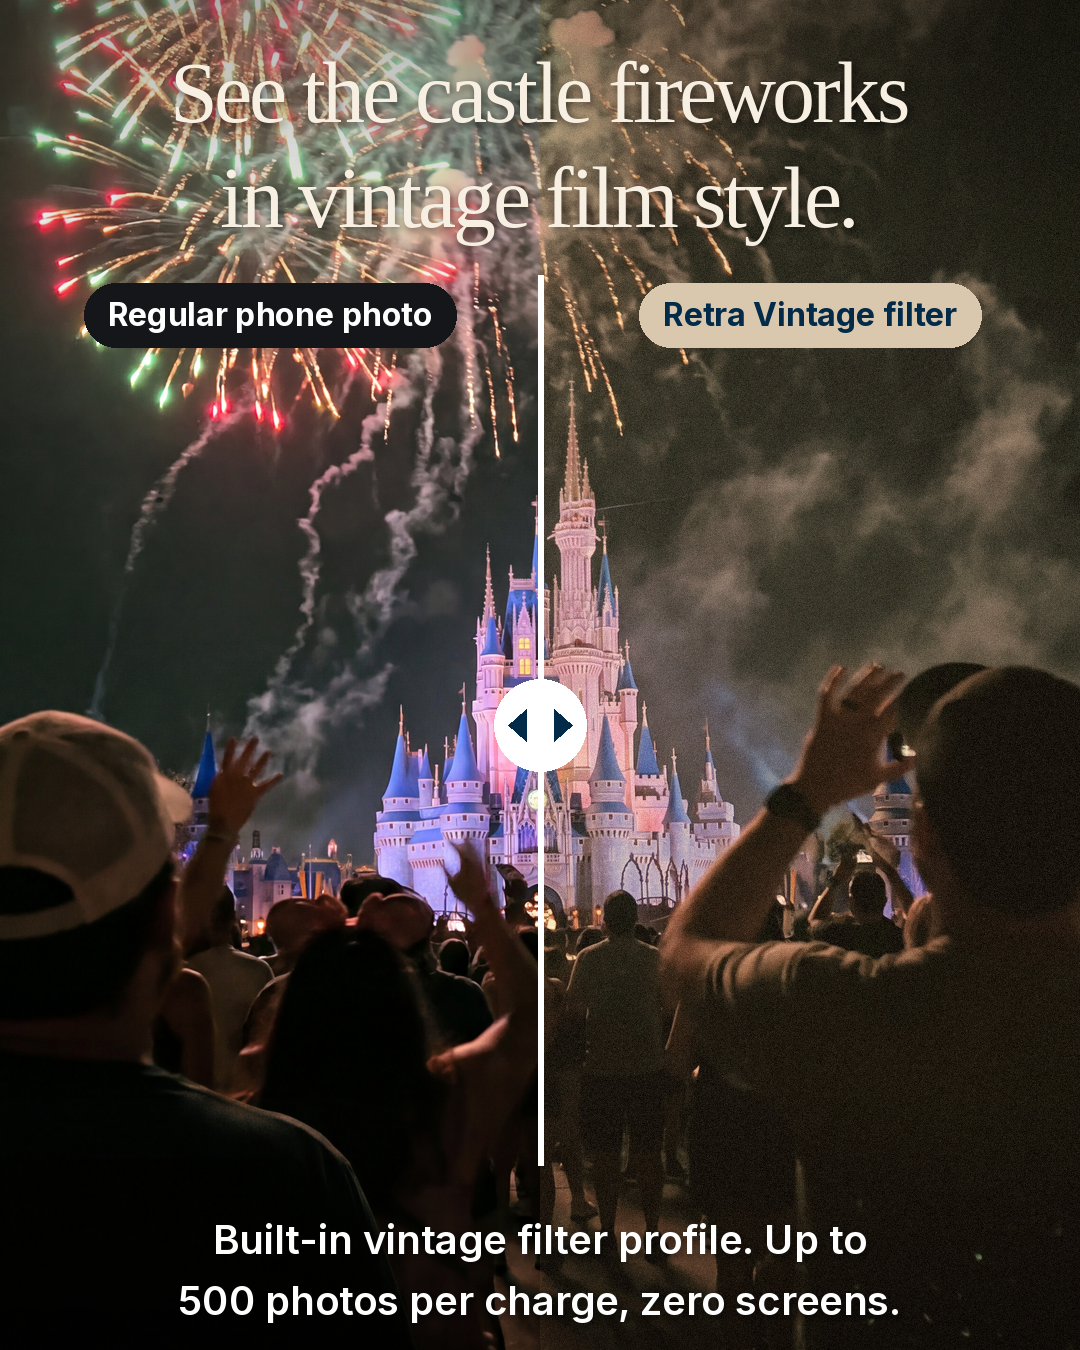 See the castle fireworks
in vintage film style.
Regular phone photo
Retra Vintage filter
Built-in vintage filter profile. Up to
500 photos per charge, zero screens.